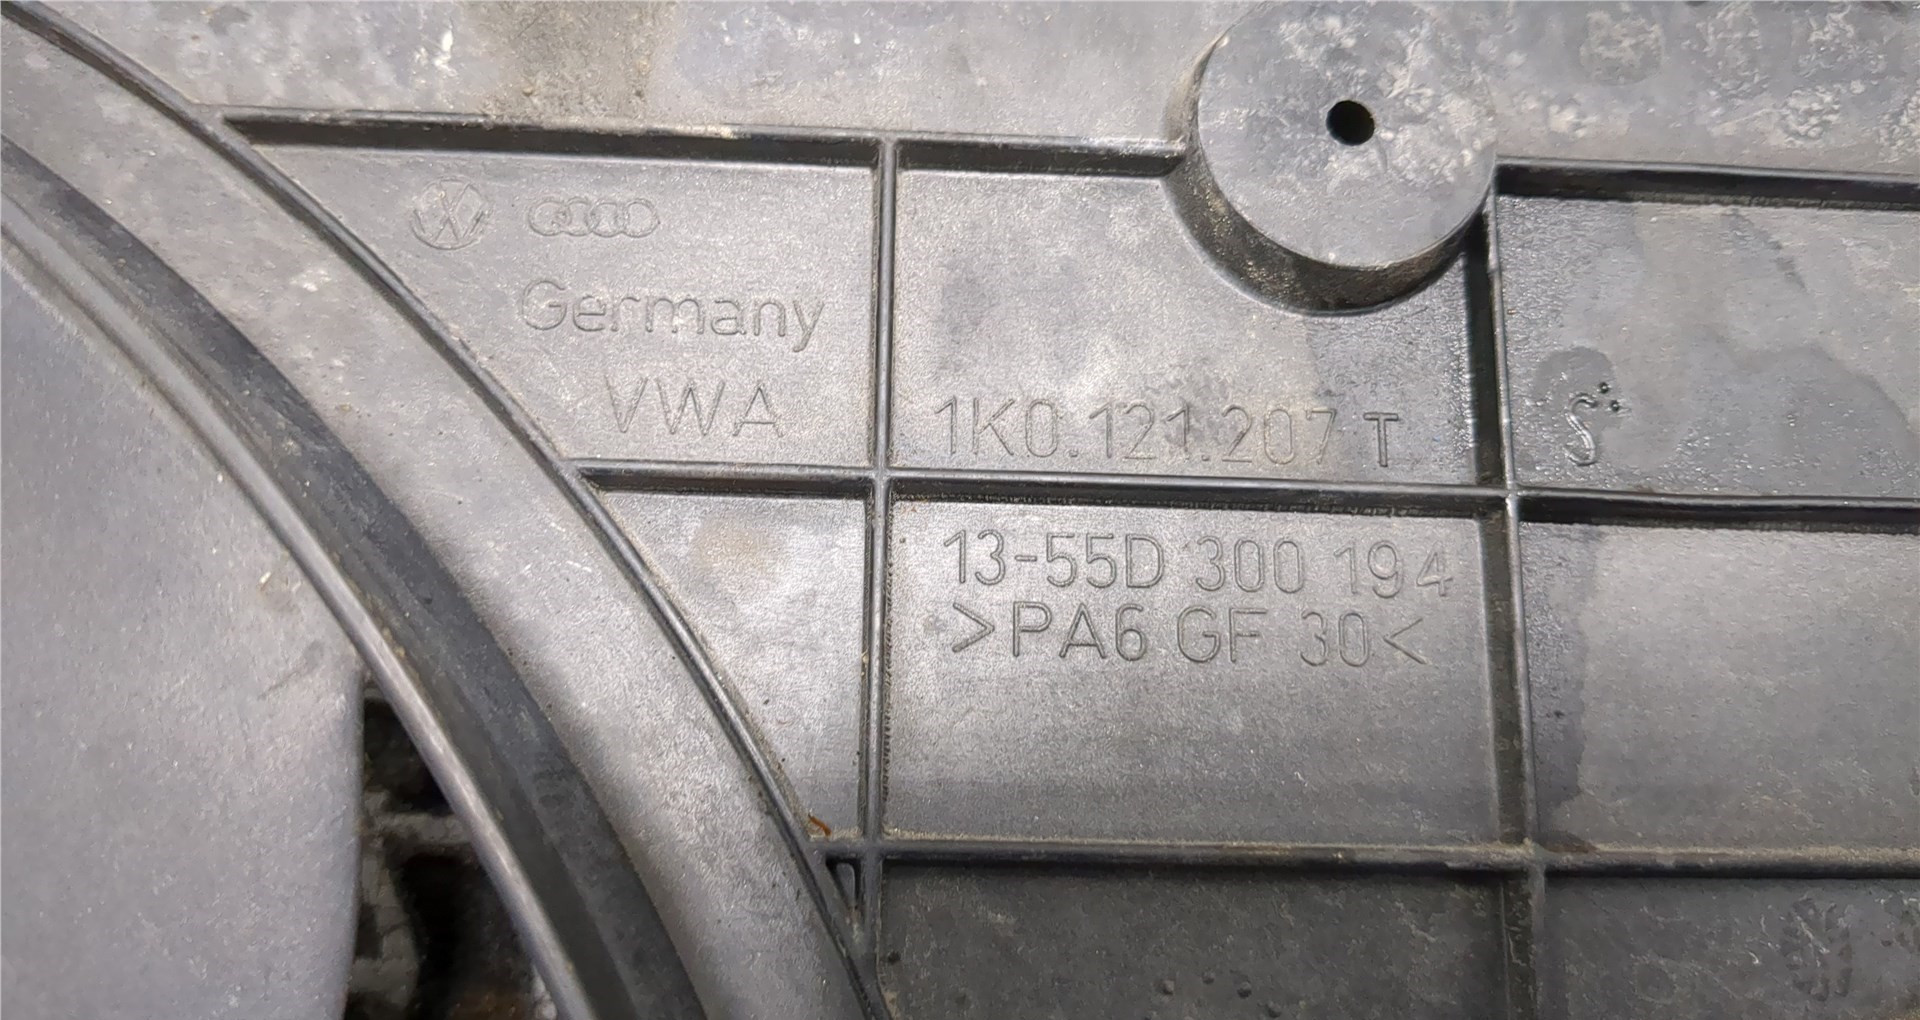 Germany
VWA
1K0.121.207 T
S
13-55D 300 194
>PA6 GF 30<